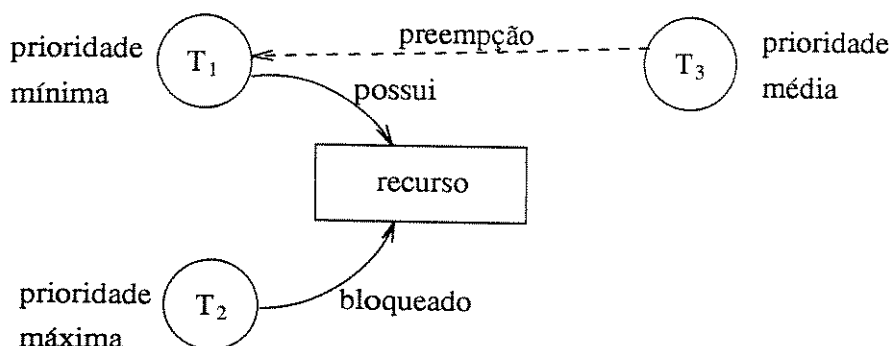 prioridade
mínima
T1
preempção
T3
prioridade
média
possui
recurso
prioridade
máxima
T2
bloqueado